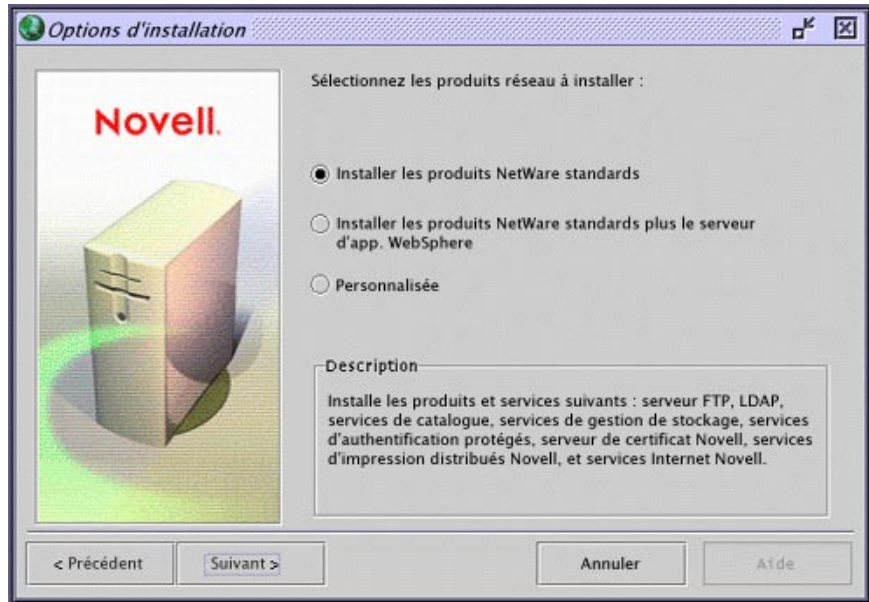 Options d'installation
Novell.
Sélectionnez les produits réseau à installer :
Installer les produits NetWare standards
Installer les produits NetWare standards plus le serveur
d'app. WebSphere
Personnalisée
Description
Installe les produits et services suivants : serveur FTP, LDAP,
services de catalogue, services de gestion de stockage, services
d'authentification protégés, serveur de certificat Novell, services
d'impression distribués Novell, et services Internet Novell.
< Précédent
Suivant >
Annuler
Aide